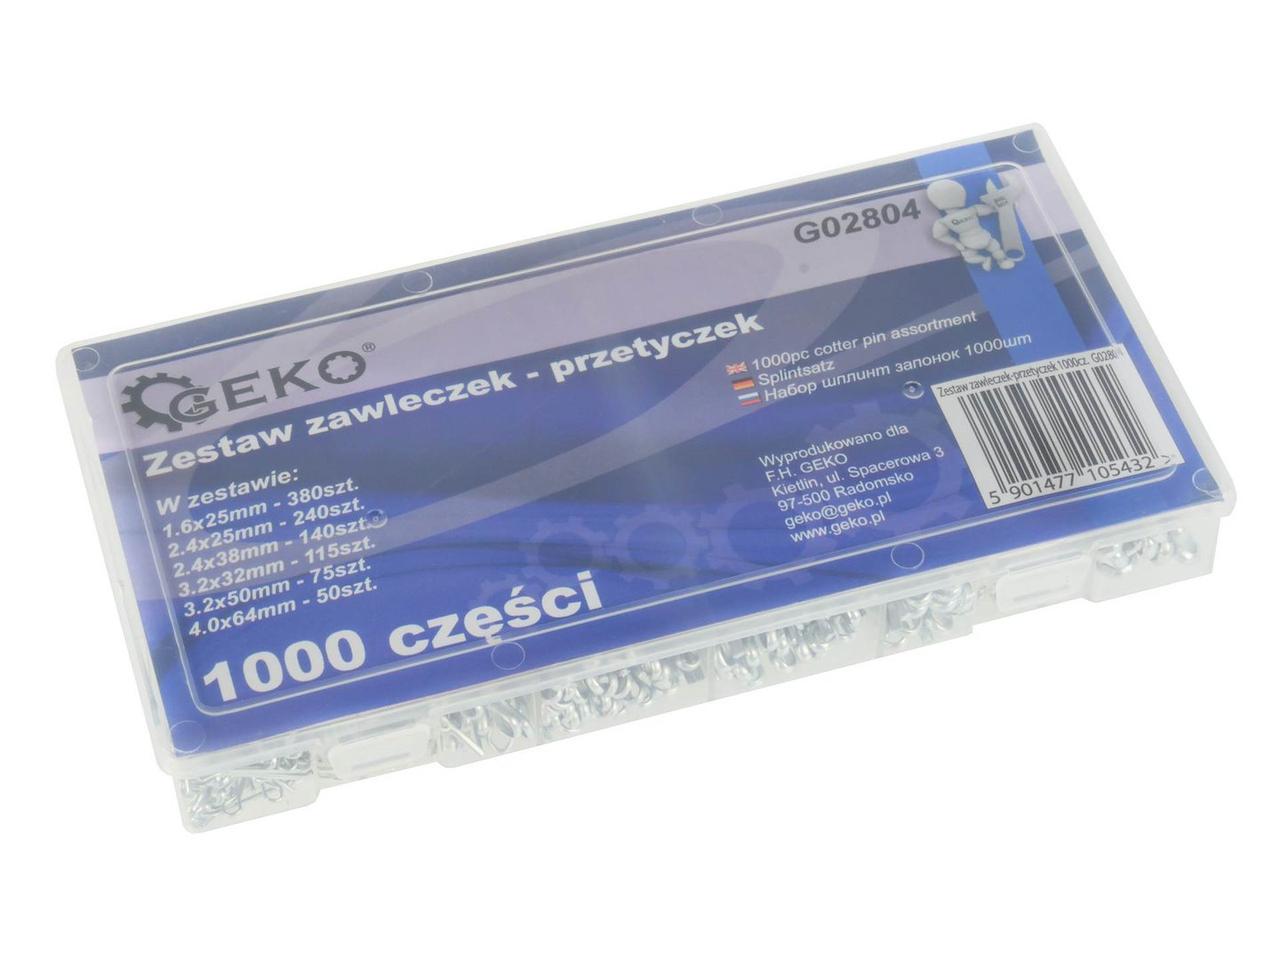 GEKO®
G02804
Zestaw zawleczek - przetyczek
W zestawie:
1.6x25mm - 380szt.
2.4x25mm - 240szt.
2.4x38mm - 140szt.
3.2x32mm - 115szt.
3.2x50mm - 75szt.
4.0x64mm - 50szt.
1000 części
1000pc cotter pin assortment
Splintsatz
Набор шплинт запонок 1000шт
Wyprodukowano dla
F.H. GEKO
Kietlin, ul. Spacerowa 3
97-500 Radomsko
geko@geko.pl
www.geko.pl
Zestaw zawleczek-przetyczek 1000cz. G02804
5 901477 105432 >